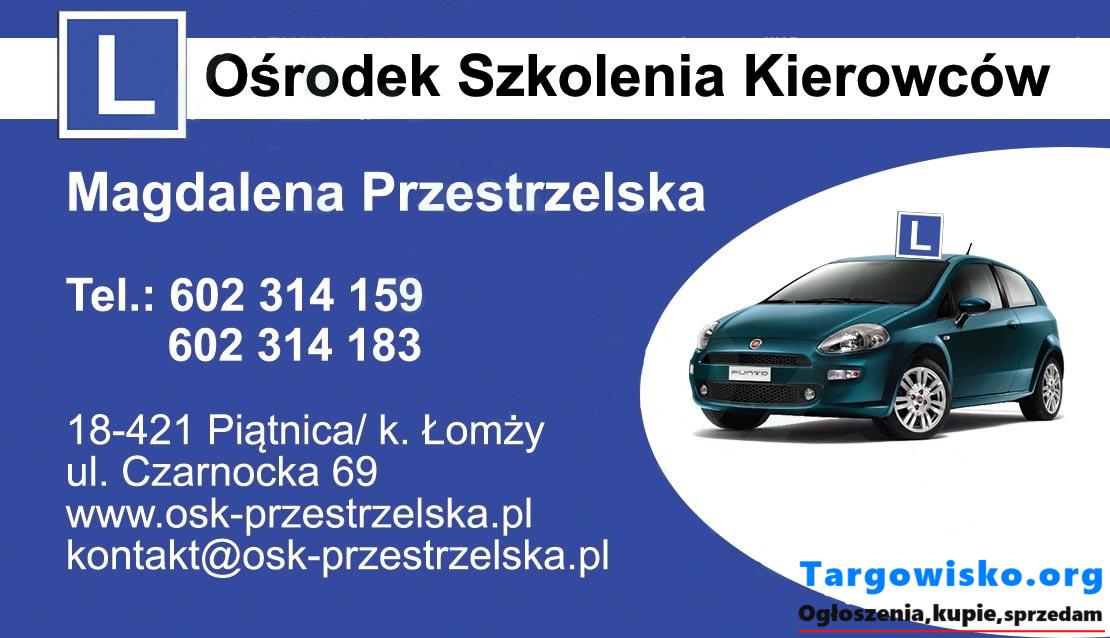 L
Ośrodek Szkolenia Kierowców
Magdalena Przestrzelska
Tel.: 602 314 159
602 314 183
L
PUNTO
18-421 Piątnica/ k. Łomży
ul. Czarnocka 69
www.osk-przestrzelska.pl
kontakt@osk-przestrzelska.pl
Targowisko.org
Ogłoszenia,kupie,sprzedam